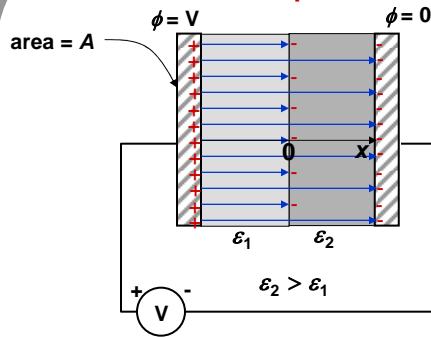 ϕ = V
ϕ = 0
area = A
0
x
ε1
ε2
ε2 > ε1
+
-
V